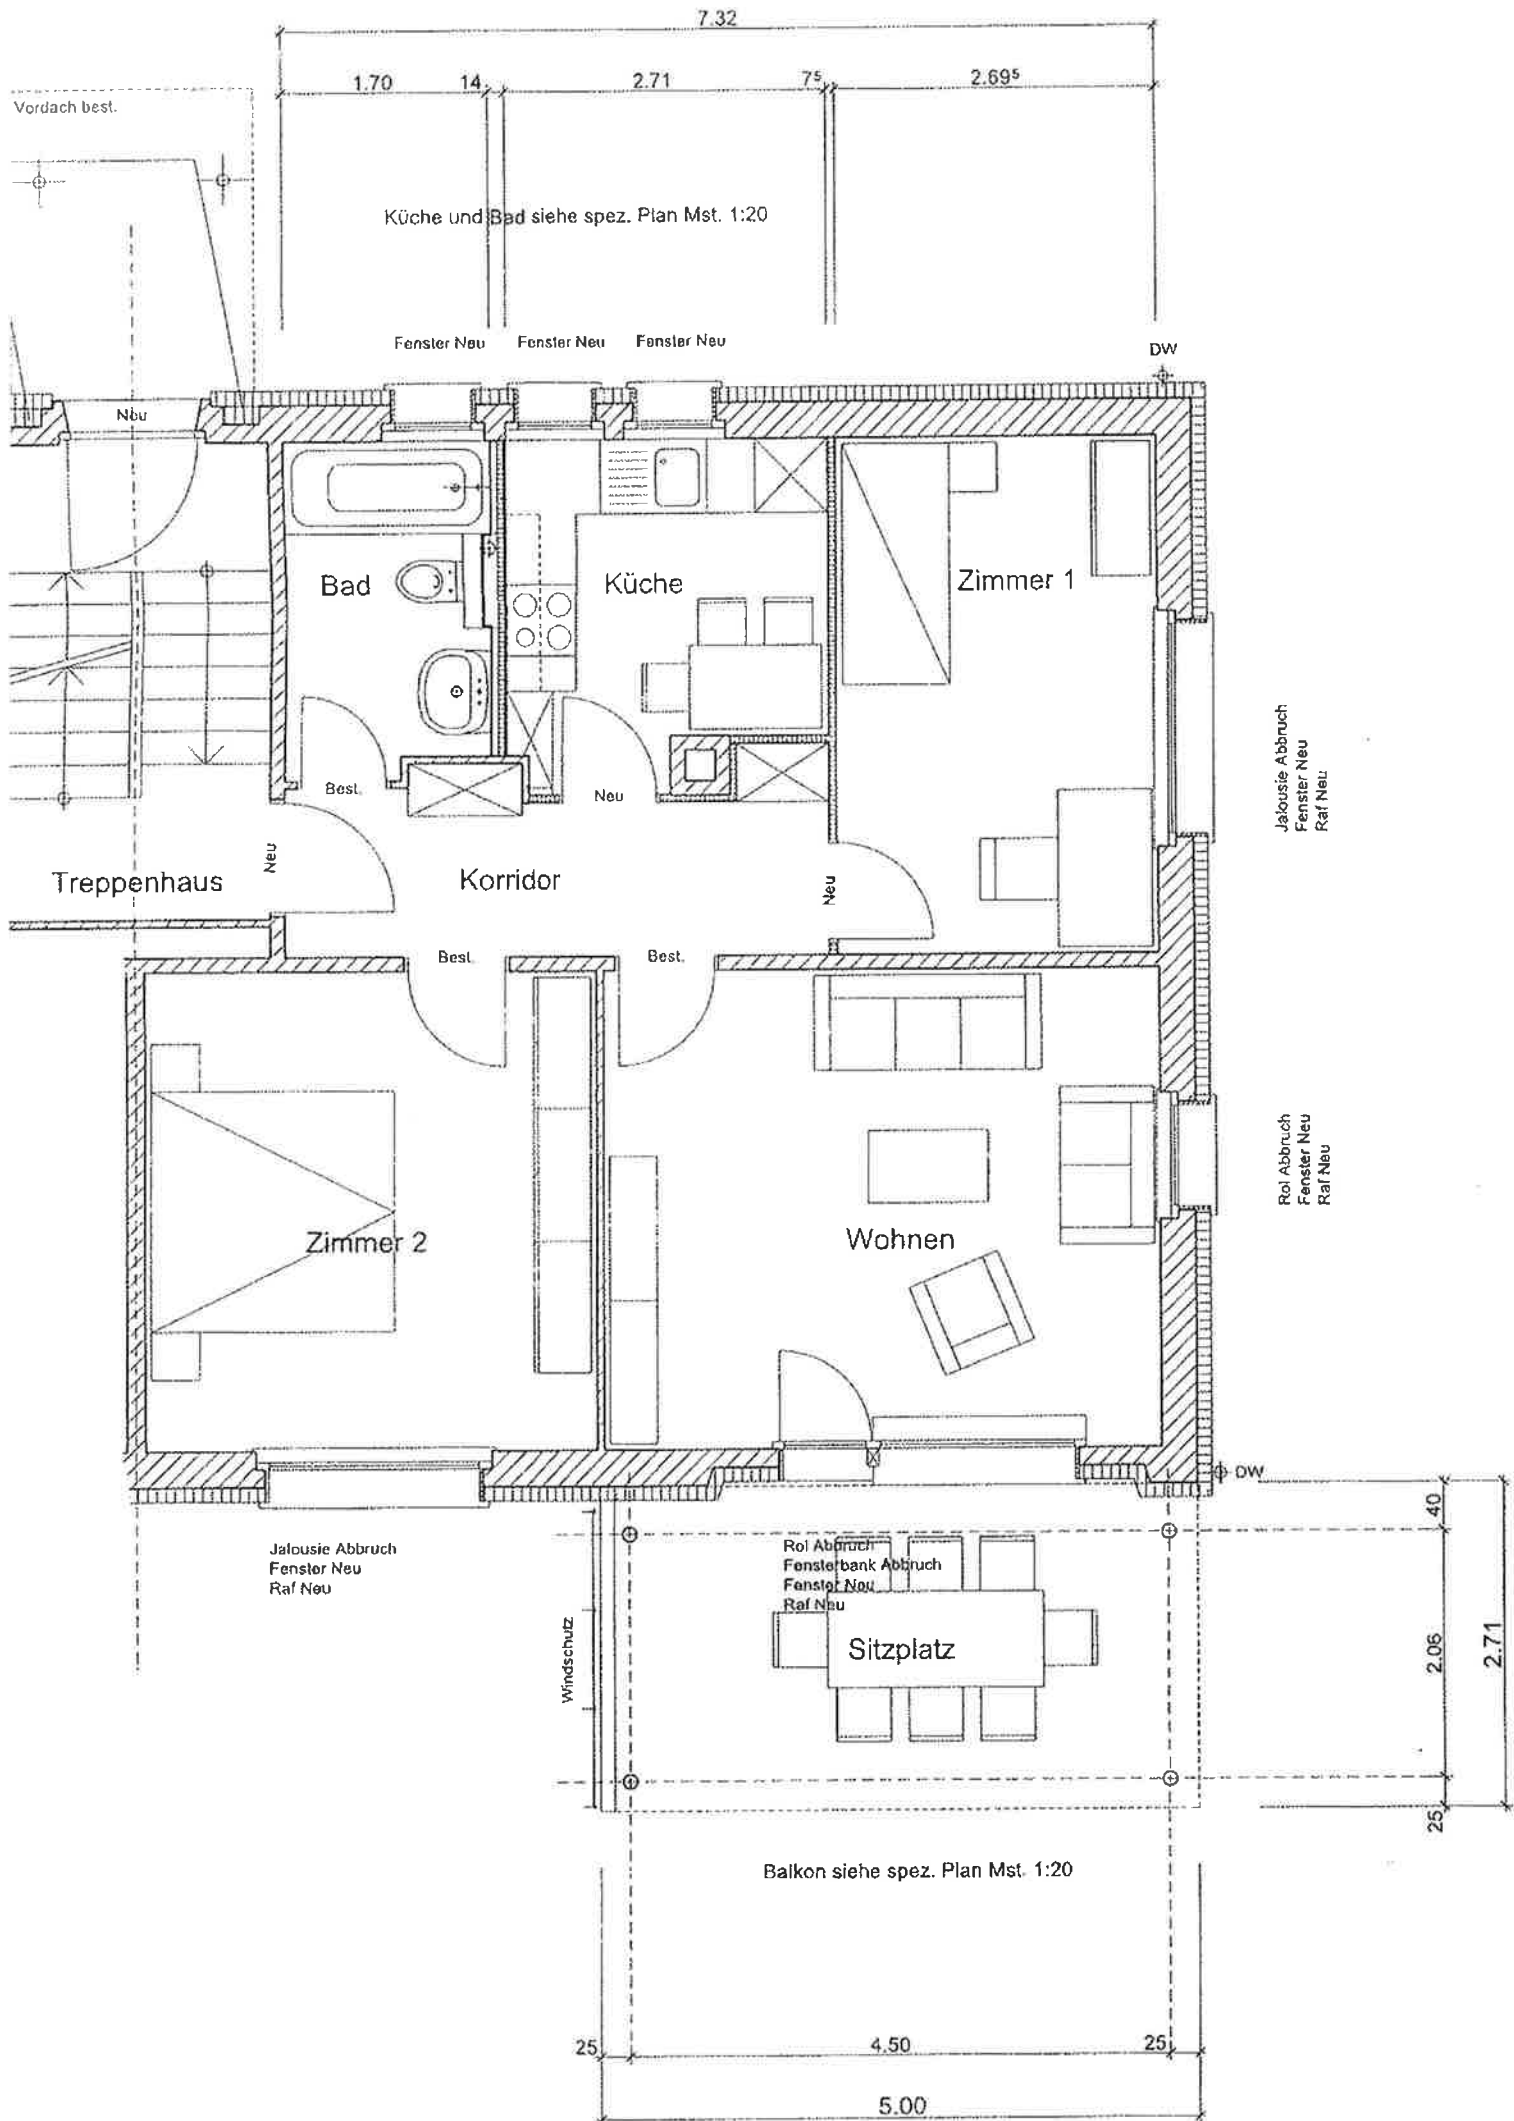 7.32
1.70 14 2.71 7⁵ 2.69⁵
Vordach best.
Küche und Bad siehe spez. Plan Mst. 1:20
Fenster Neu Fenster Neu Fenster Neu
DW
Neu
Bad
Küche
Zimmer 1
Best.
Neu
Jalousie Abbruch
Fenster Neu
Raf Neu
Treppenhaus
Neu
Korridor
Neu
Best.
Best.
Rol Abbruch
Fenster Neu
Raf Neu
Zimmer 2
Wohnen
DW
Jalousie Abbruch
Fenster Neu
Raf Neu
Rol Abbruch
Fensterbank Abbruch
Fenster Neu
Raf Neu
Windschutz
Sitzplatz
40
2.06
2.71
25
Balkon siehe spez. Plan Mst. 1:20
25 4.50 25
5.00